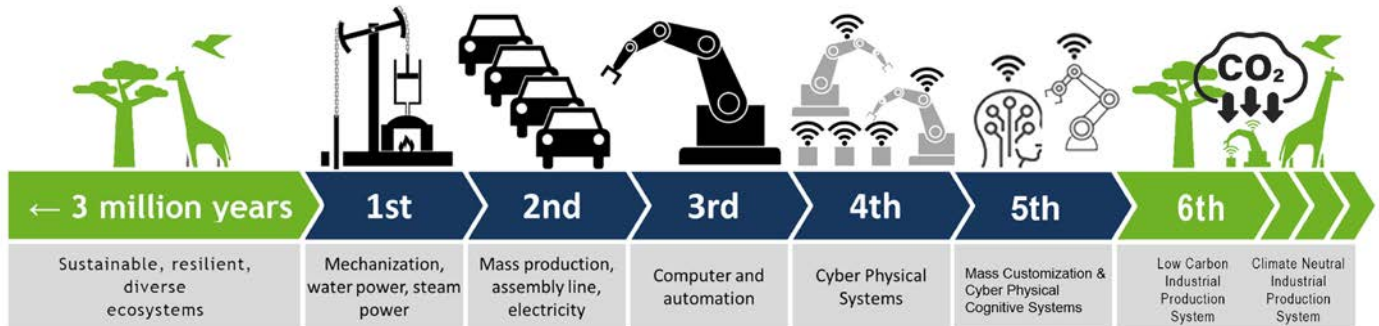 CO₂
← 3 million years
1st
2nd
3rd
4th
5th
6th
Sustainable, resilient,
diverse
ecosystems
Mechanization,
water power, steam
power
Mass production,
assembly line,
electricity
Computer and
automation
Cyber Physical
Systems
Mass Customization &
Cyber Physical
Cognitive Systems
Low Carbon
Industrial
Production
System
Climate Neutral
Industrial
Production
System